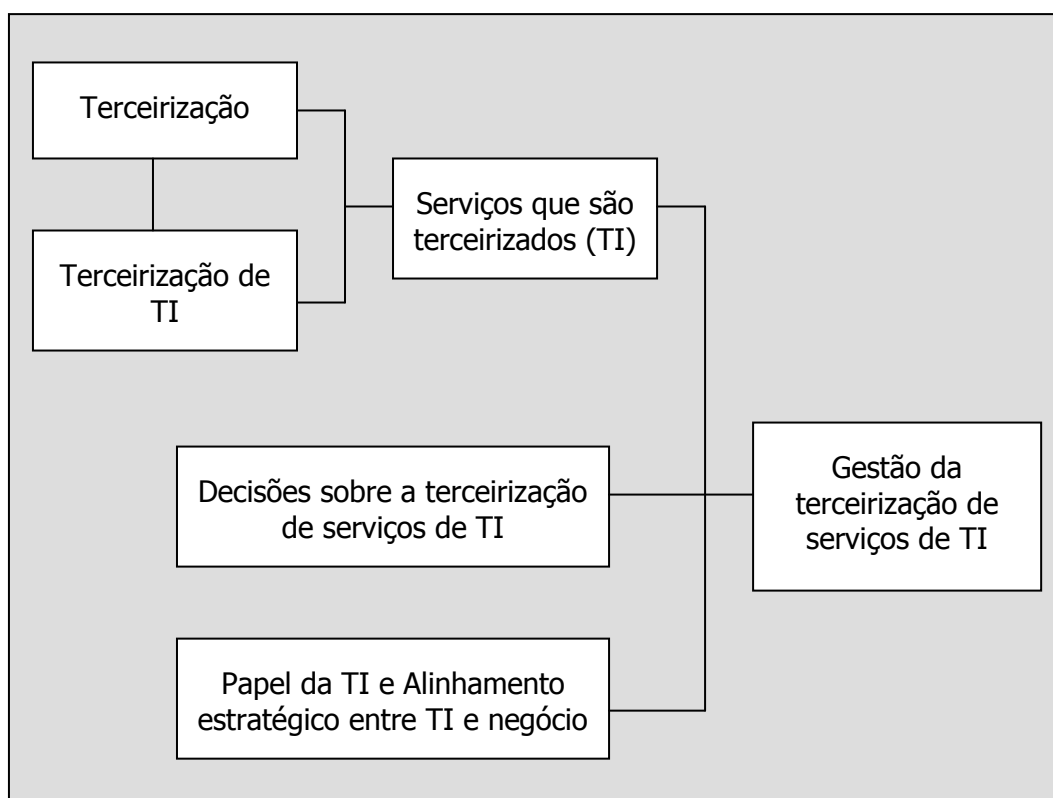 Terceirização
Terceirização de
TI
Serviços que são
terceirizados (TI)
Decisões sobre a terceirização
de serviços de TI
Gestão da
terceirização de
serviços de TI
Papel da TI e Alinhamento
estratégico entre TI e negócio